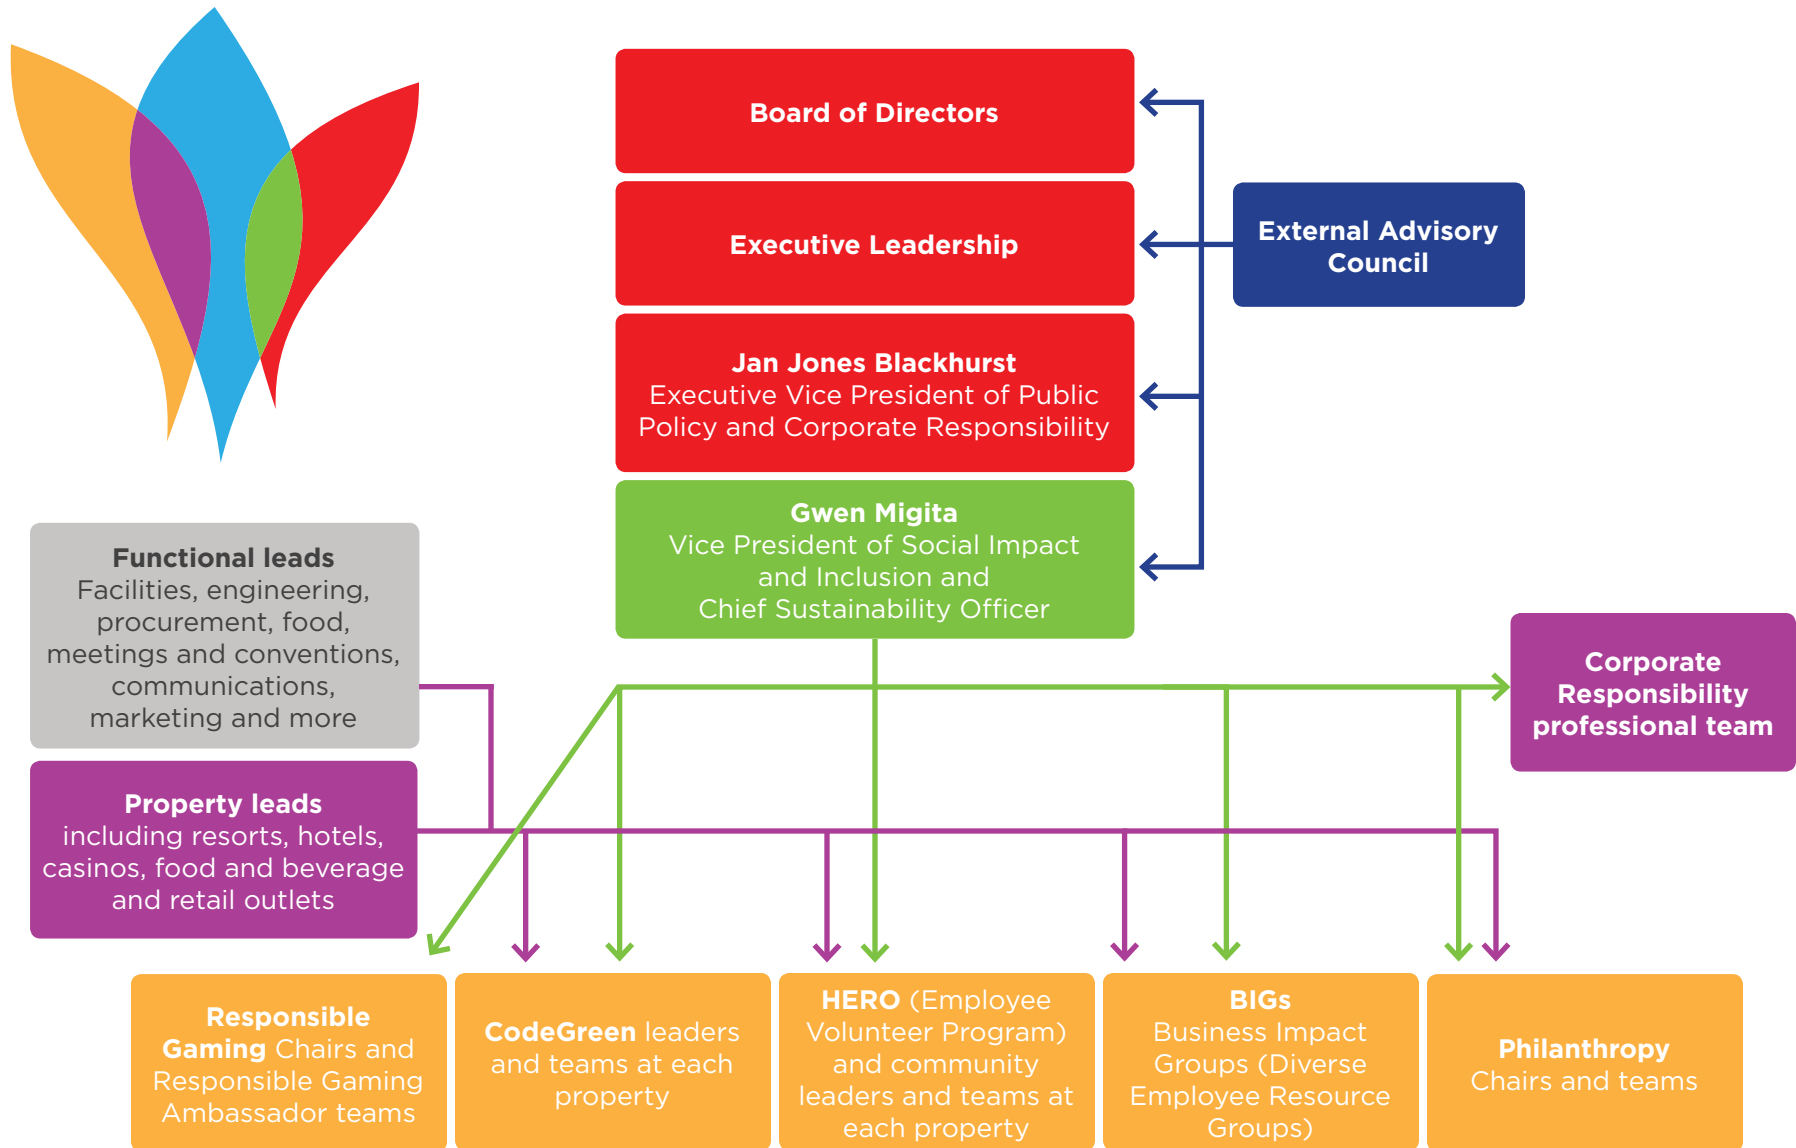 Board of Directors
Executive Leadership
External Advisory
Council
Jan Jones Blackhurst
Executive Vice President of Public
Policy and Corporate Responsibility
Gwen Migita
Vice President of Social Impact
and Inclusion and
Chief Sustainability Officer
Functional leads
Facilities, engineering,
procurement, food,
meetings and conventions,
communications,
marketing and more
Corporate
Responsibility
professional team
Property leads
including resorts, hotels,
casinos, food and beverage
and retail outlets
Responsible
Gaming Chairs and
Responsible Gaming
Ambassador teams
CodeGreen leaders
and teams at each
property
HERO (Employee
Volunteer Program)
and community
leaders and teams at
each property
BIGs
Business Impact
Groups (Diverse
Employee Resource
Groups)
Philanthropy
Chairs and teams